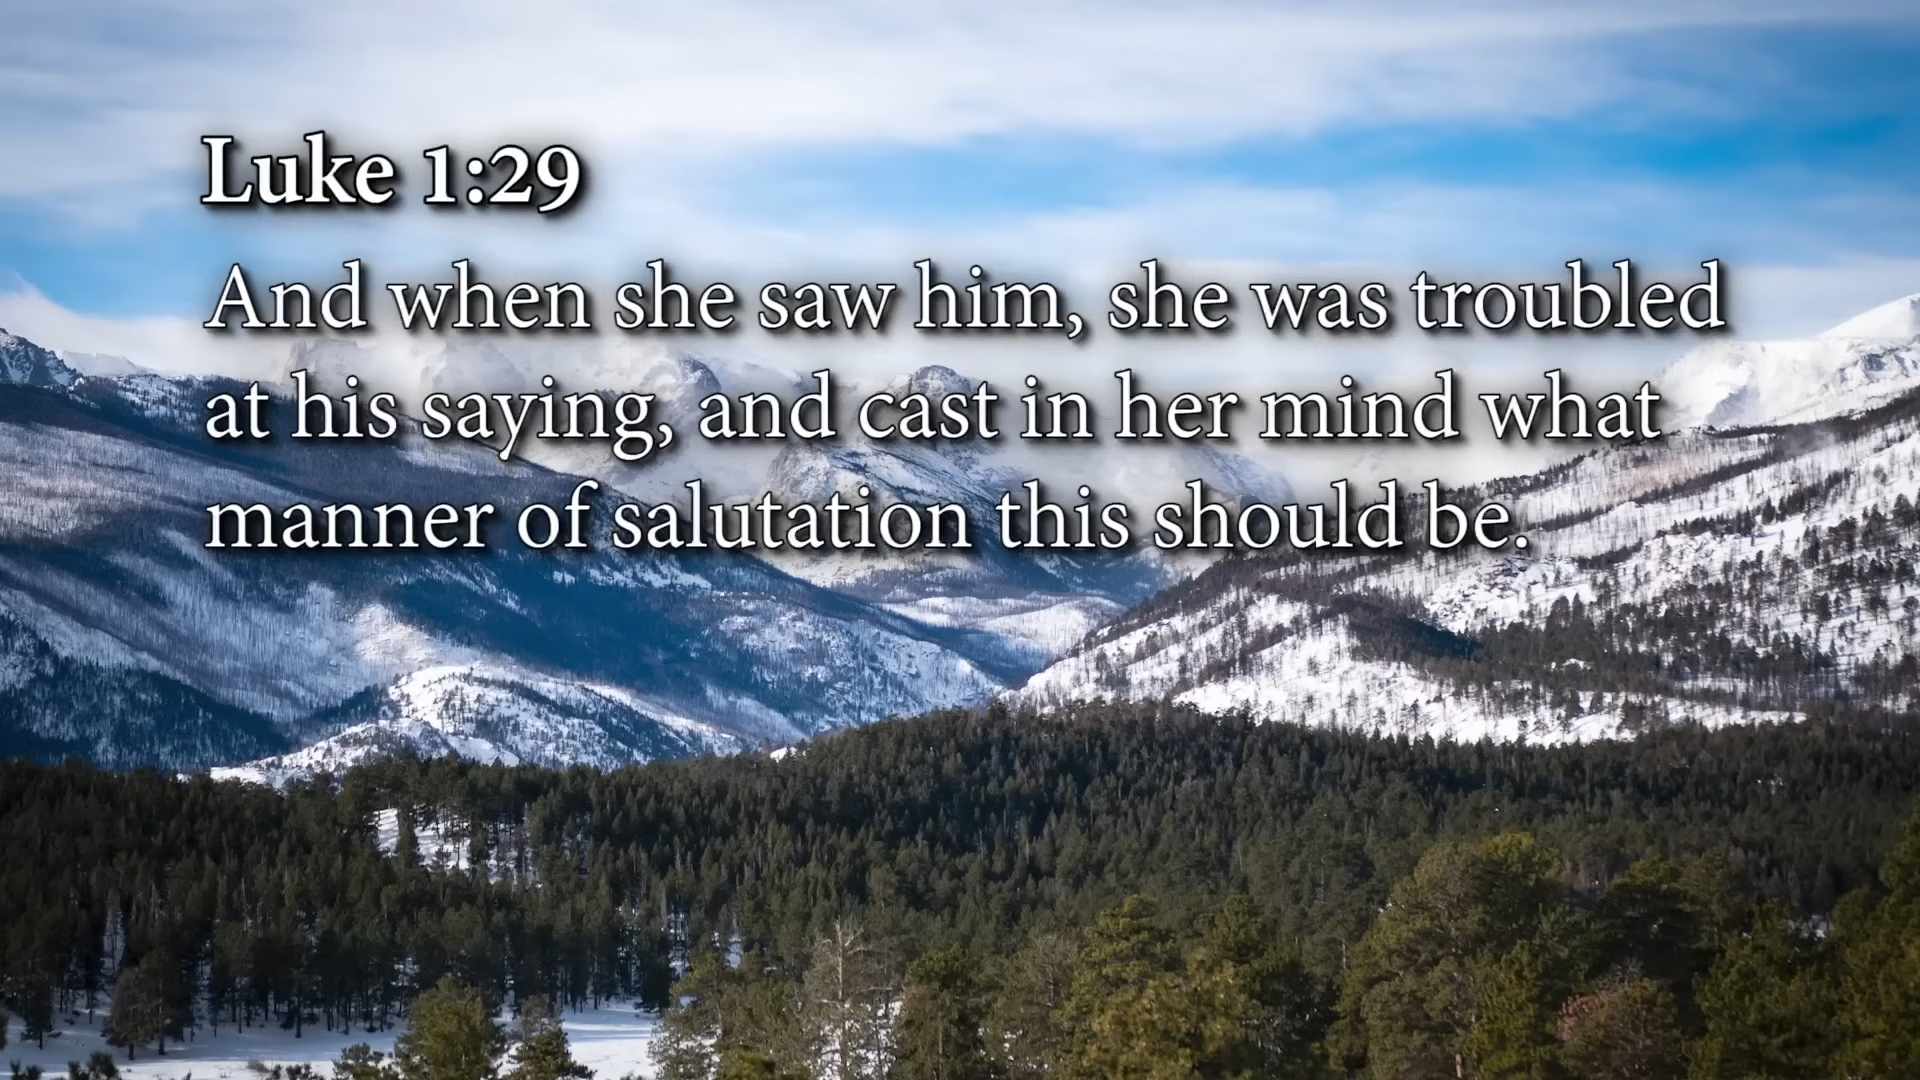 Luke 1:29
And when she saw him, she was troubled
at his saying, and cast in her mind what
manner of salutation this should be.